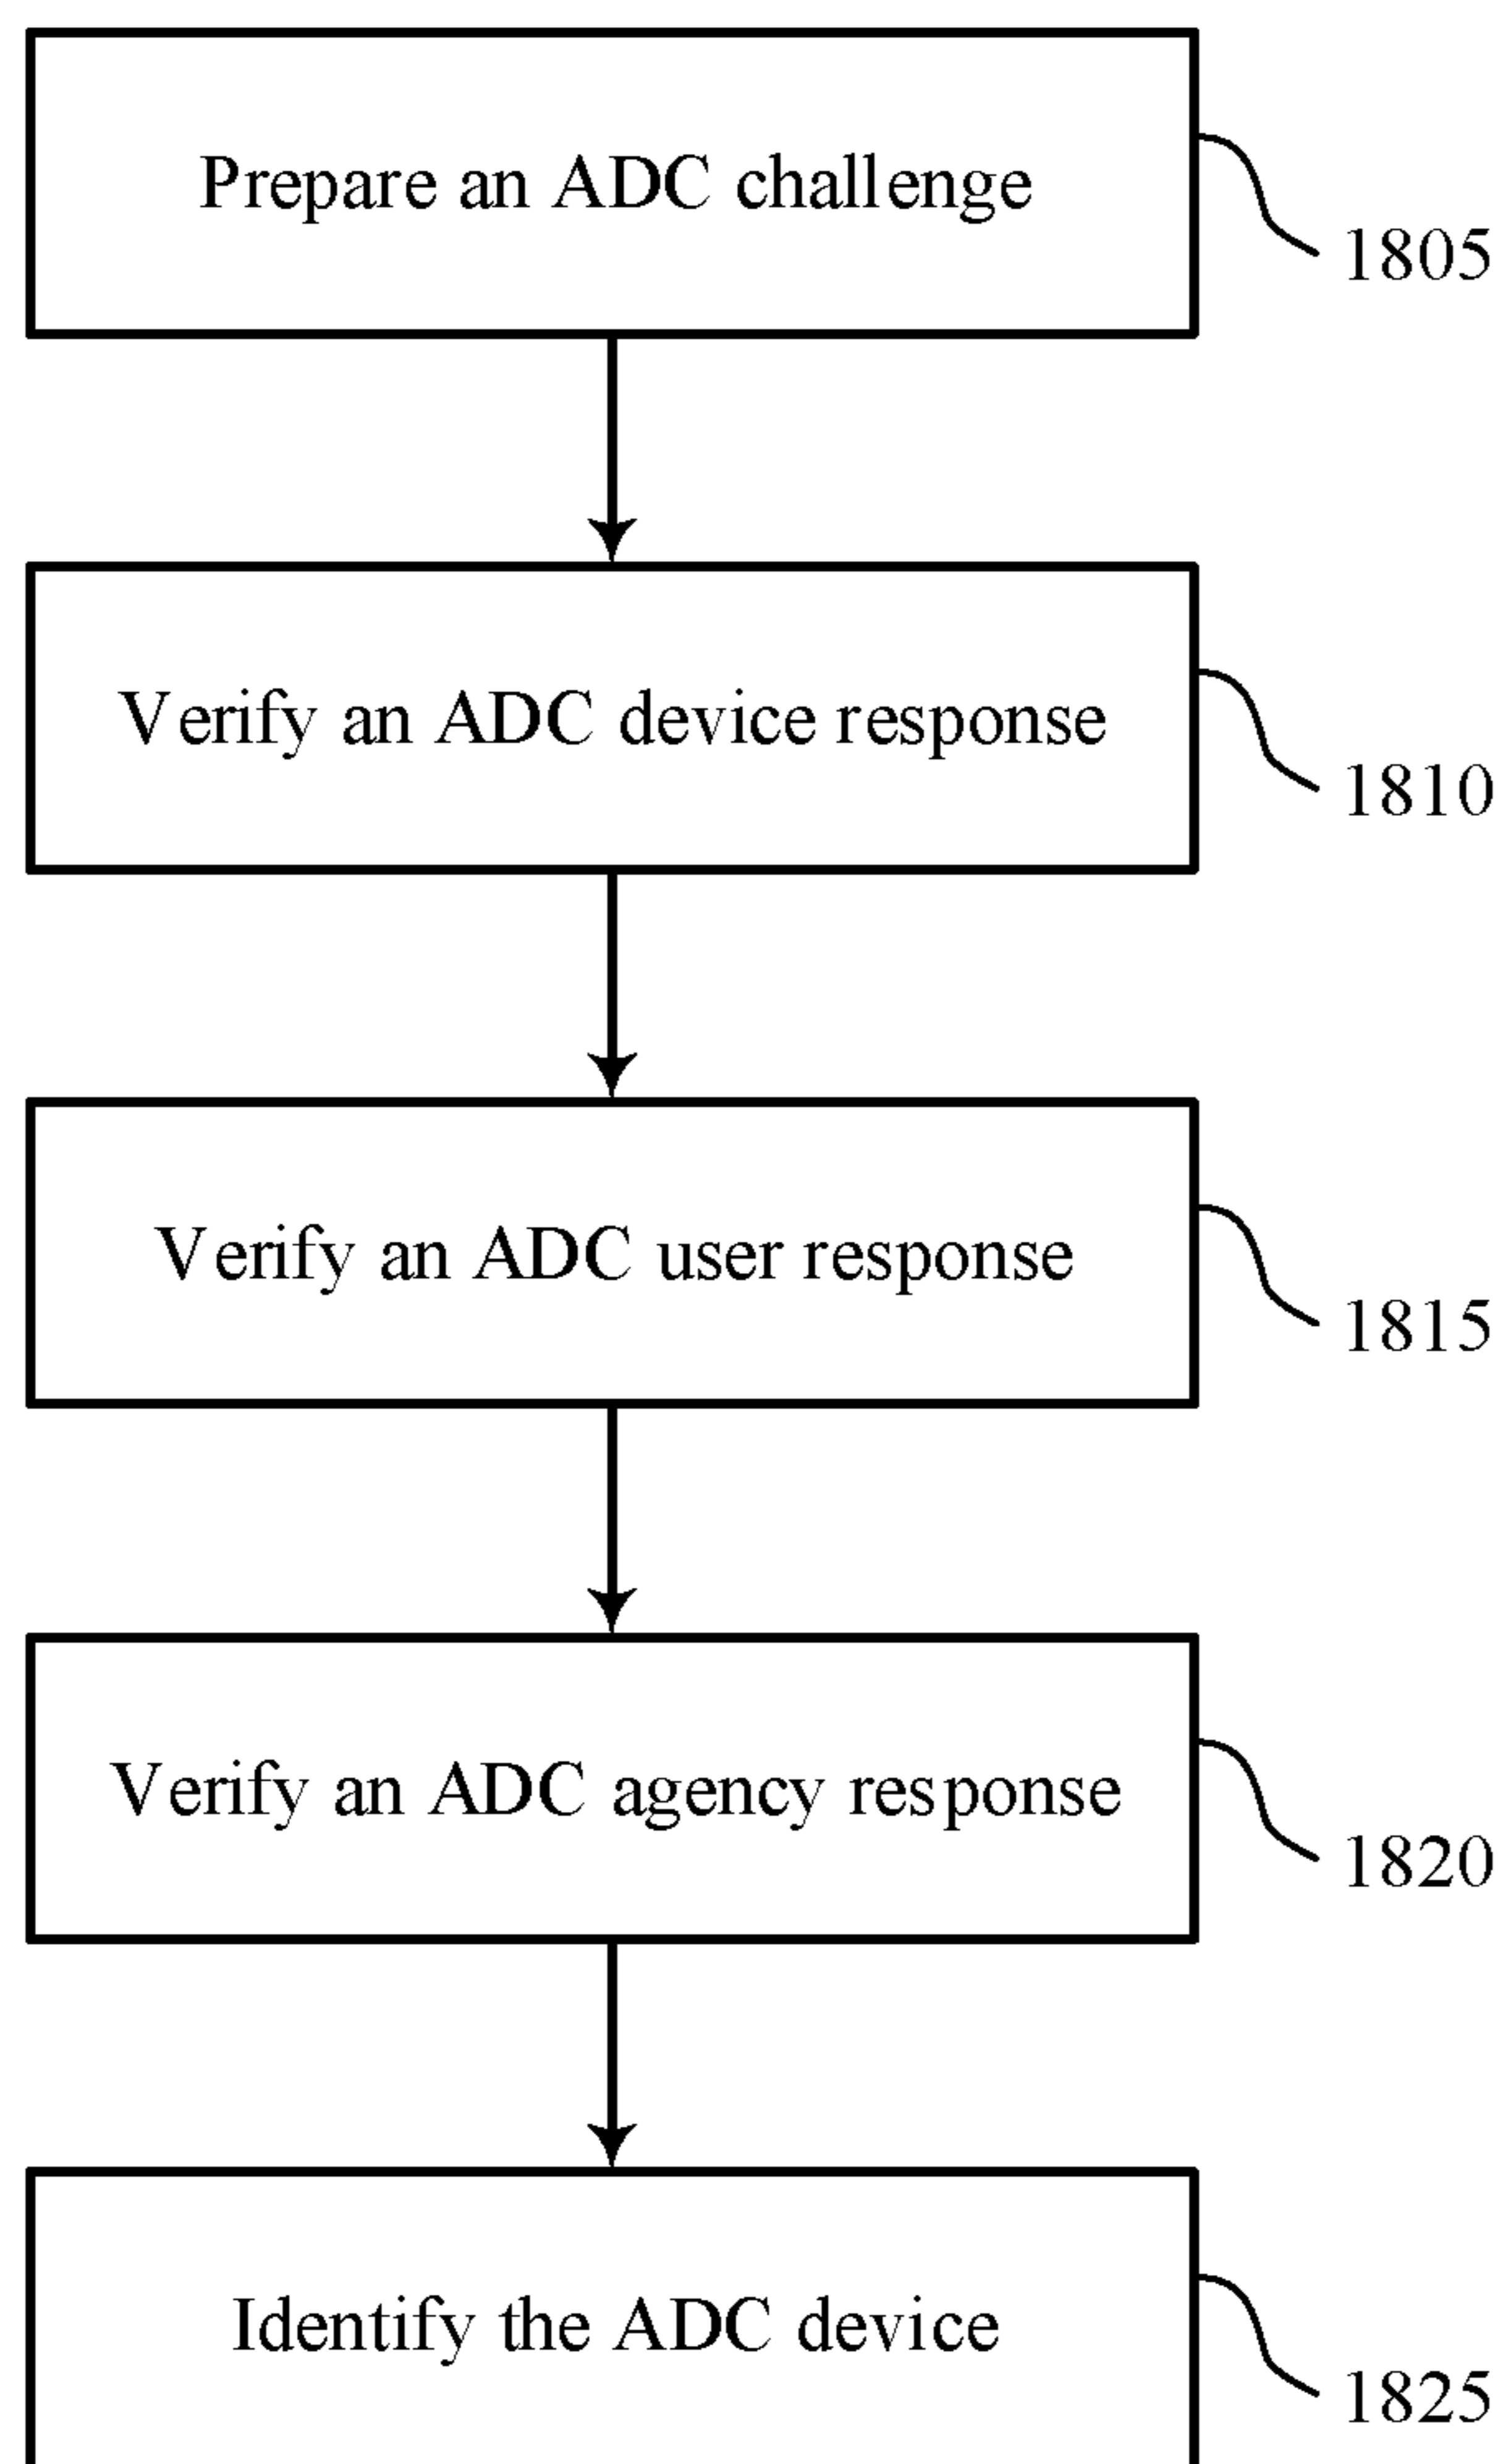 Prepare an ADC challenge
1805
Verify an ADC device response
1810
Verify an ADC user response
1815
Verify an ADC agency response
1820
Identify the ADC device
1825